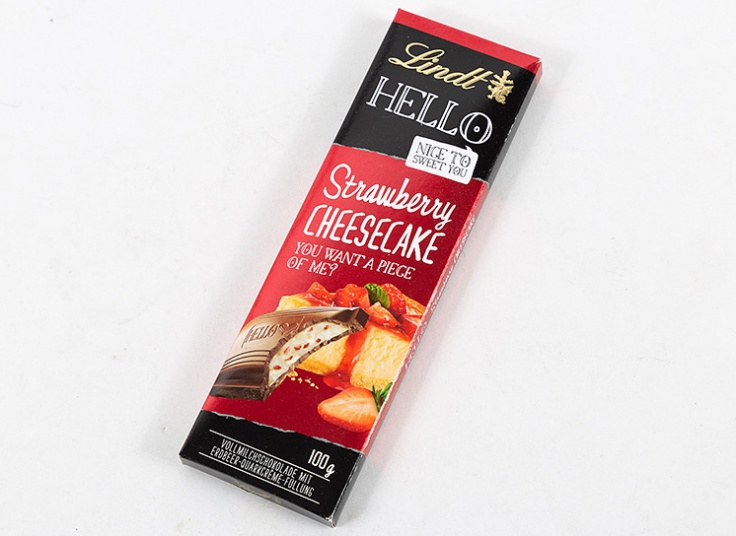 Lindt
HELLO
NICE TO
SWEET YOU
Strawberry
CHEESECAKE
YOU WANT A PIECE
OF ME?
HELLO
100g
VOLLMILCHSCHOKOLADE MIT
ERDBEER-QUARKCREME-FÜLLUNG